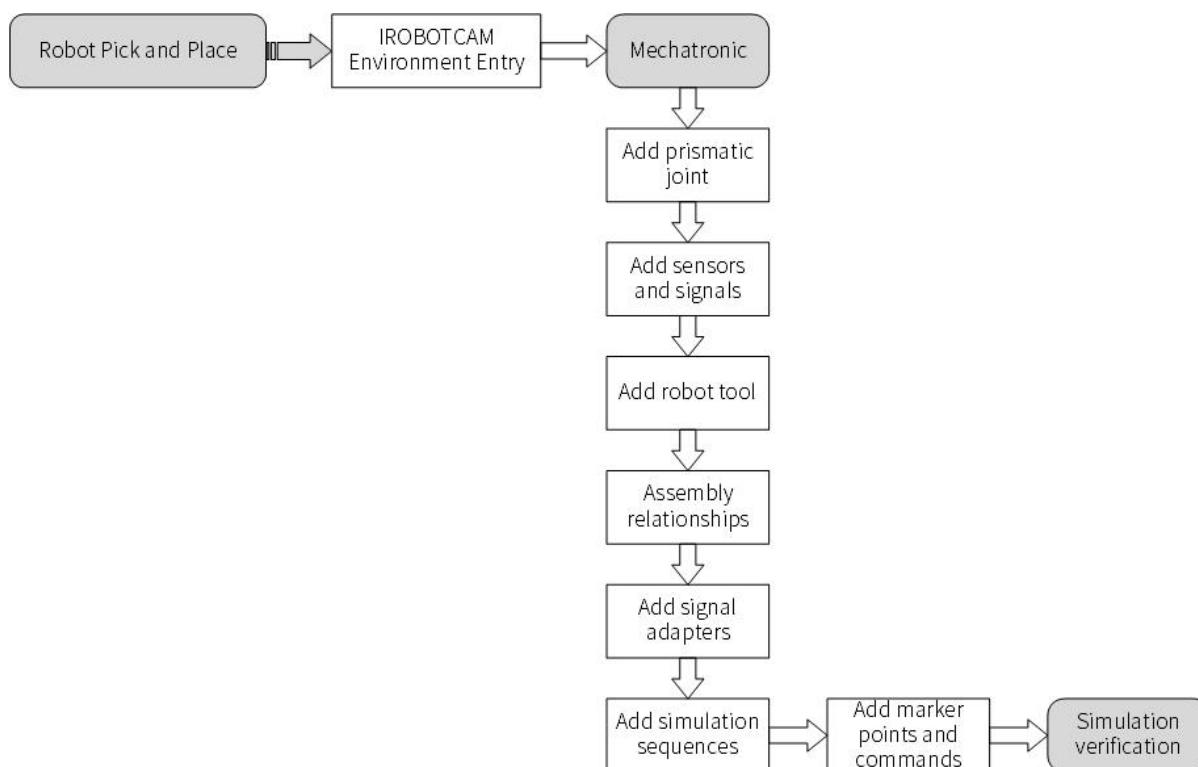 Robot Pick and Place
IROBOTCAM
Environment Entry
Mechatronic
Add prismatic
joint
Add sensors
and signals
Add robot tool
Assembly
relationships
Add signal
adapters
Add simulation
sequences
Add marker
points and
commands
Simulation
verification